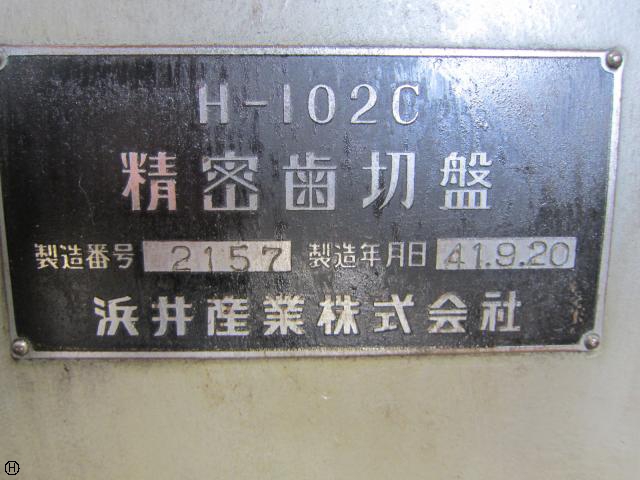 H-102C
精密歯切盤
製造番号 2157 製造年月日 41.9.20
浜井産業株式会社
H